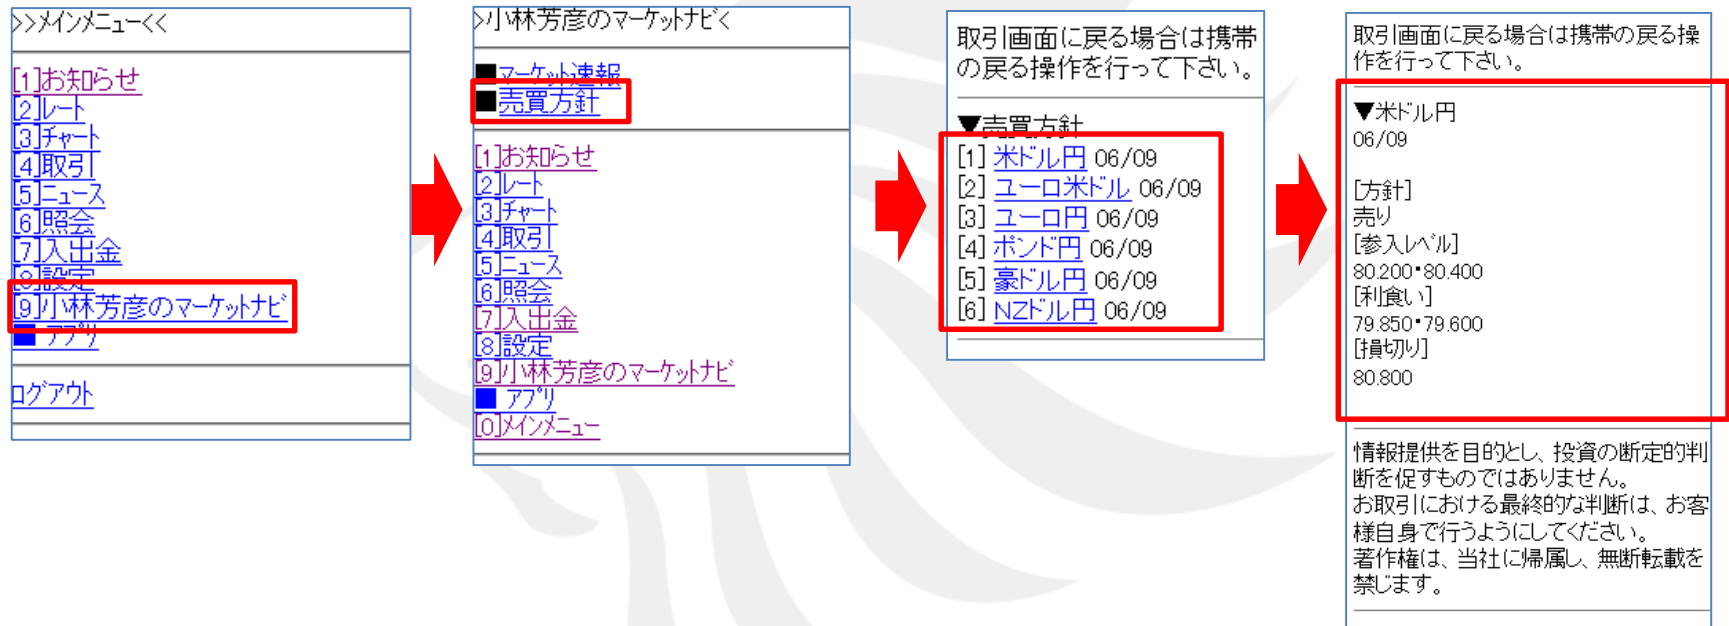 >>メインメニュー<<
[1]お知らせ
[2]レート
[3]チャート
[4]取引
[5]ニュース
[6]照会
[7]入出金
[8]設定
[9]小林芳彦のマーケットナビ
■ アプリ
ログアウト
>小林芳彦のマーケットナビ<
■マーケット速報
■売買方針
[1]お知らせ
[2]レート
[3]チャート
[4]取引
[5]ニュース
[6]照会
[7]入出金
[8]設定
[9]小林芳彦のマーケットナビ
■ アプリ
[0]メインメニュー
取引画面に戻る場合は携帯
の戻る操作を行って下さい。
▼売買方針
[1] 米ドル円 06/09
[2] ユーロ米ドル 06/09
[3] ユーロ円 06/09
[4] ポンド円 06/09
[5] 豪ドル円 06/09
[6] NZドル円 06/09
取引画面に戻る場合は携帯の戻る操
作を行って下さい。
▼米ドル円
06/09
[方針]
売り
[参入レベル]
80.200・80.400
[利食い]
79.850・79.600
[損切り]
80.800
情報提供を目的とし、投資の断定的判
断を促すものではありません。
お取引における最終的な判断は、お客
様自身で行うようにしてください。
著作権は、当社に帰属し、無断転載を
禁じます。